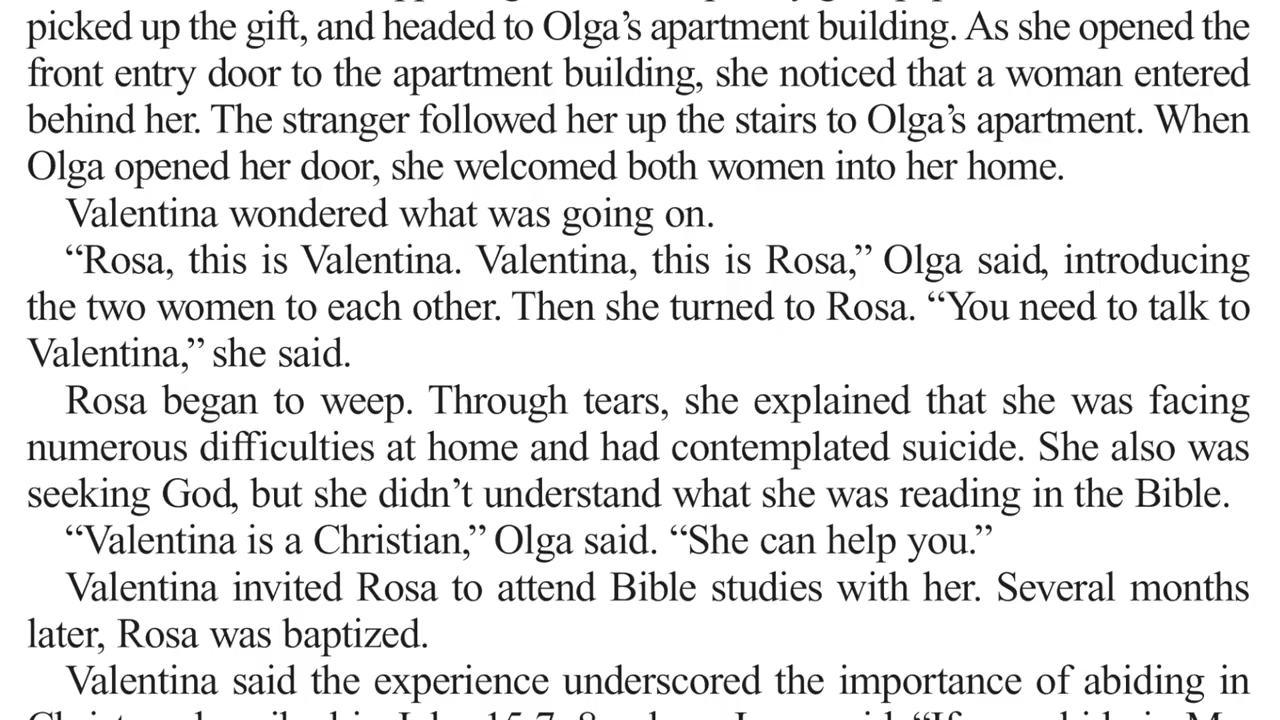 picked up the gift, and headed to Olga’s apartment building. As she opened the
front entry door to the apartment building, she noticed that a woman entered
behind her. The stranger followed her up the stairs to Olga’s apartment. When
Olga opened her door, she welcomed both women into her home.
Valentina wondered what was going on.
“Rosa, this is Valentina. Valentina, this is Rosa,” Olga said, introducing
the two women to each other. Then she turned to Rosa. “You need to talk to
Valentina,” she said.
Rosa began to weep. Through tears, she explained that she was facing
numerous difficulties at home and had contemplated suicide. She also was
seeking God, but she didn’t understand what she was reading in the Bible.
“Valentina is a Christian,” Olga said. “She can help you.”
Valentina invited Rosa to attend Bible studies with her. Several months
later, Rosa was baptized.
Valentina said the experience underscored the importance of abiding in